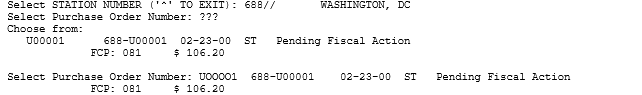 Select STATION NUMBER ('^' TO EXIT): 688//       WASHINGTON, DC
Select Purchase Order Number: ???
Choose from:
   U00001      688-U00001  02-23-00  ST   Pending Fiscal Action
             FCP: 081     $ 106.20
Select Purchase Order Number: UOOOO1  688-U00001    02-23-00  ST   Pending Fiscal Action
             FCP: 081     $ 106.20